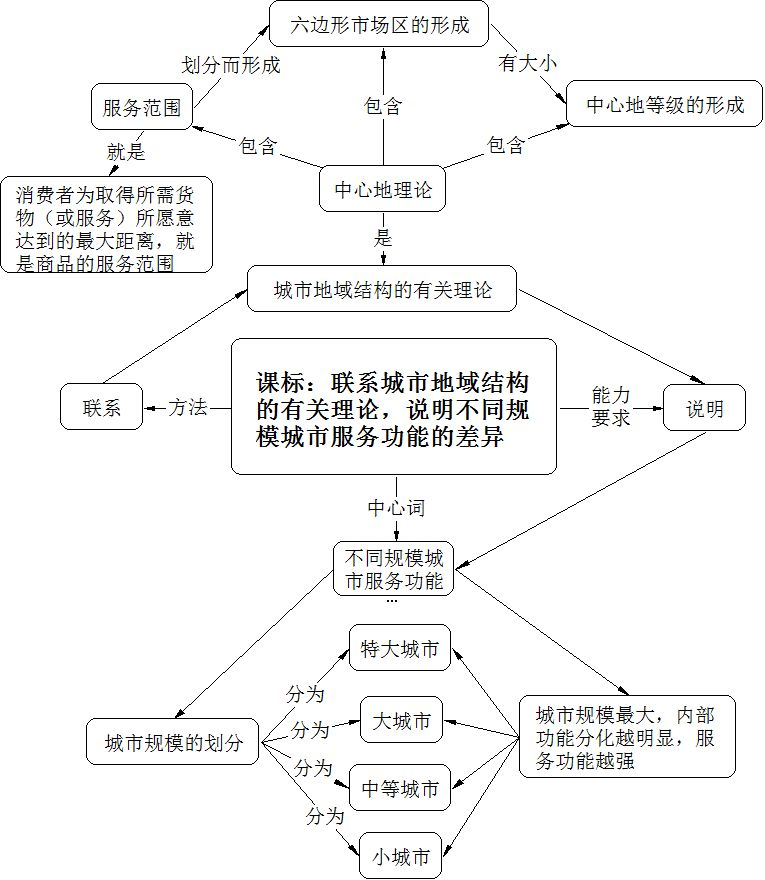 六边形市场区的形成
划分而形成
有大小
服务范围
包含
中心地等级的形成
就是
包含
包含
中心地理论
消费者为取得所需货
物（或服务）所愿意
达到的最大距离，就
是商品的服务范围
是
城市地域结构的有关理论
联系
方法
课标：联系城市地域结构
的有关理论，说明不同规
模城市服务功能的差异
能力
要求
说明
中心词
不同规模城
市服务功能
...
特大城市
分为
城市规模的划分
分为
大城市
城市规模最大，内部
功能分化越明显，服
务功能越强
分为
中等城市
分为
小城市